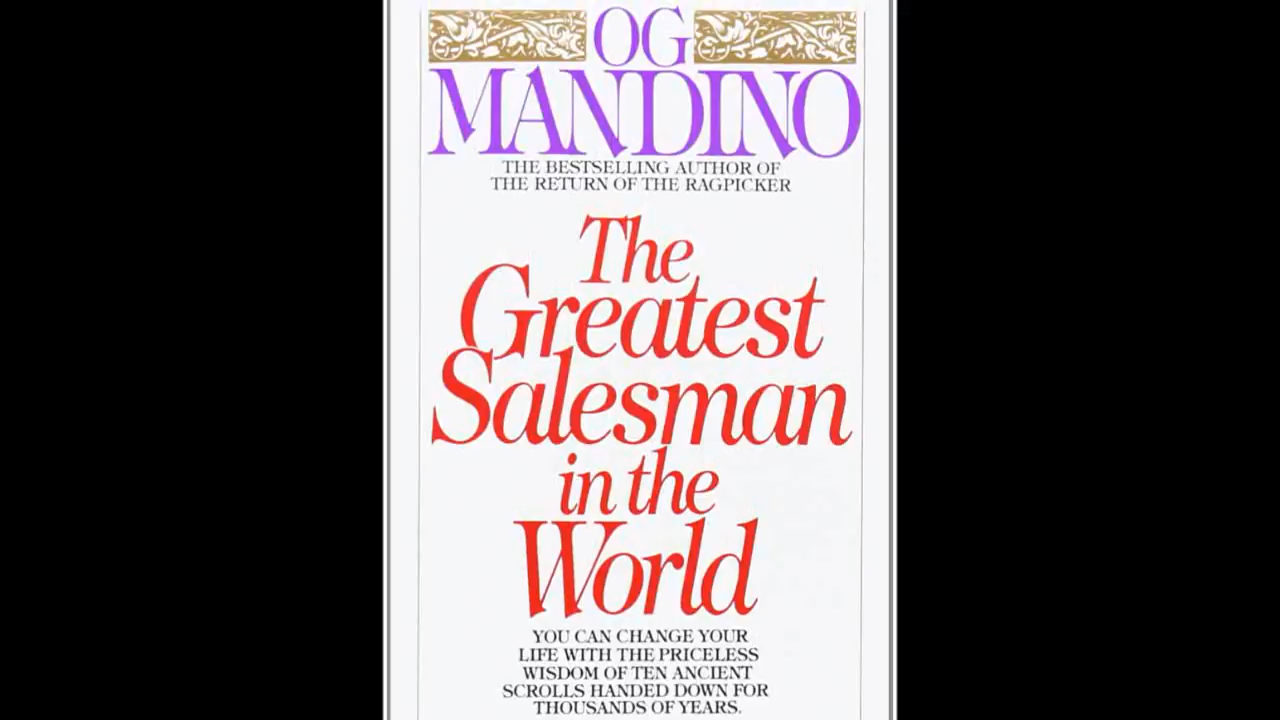 OG
MANDINO
THE BESTSELLING AUTHOR OF
THE RETURN OF THE RAGPICKER
The
Greatest
Salesman
in the
World
YOU CAN CHANGE YOUR
LIFE WITH THE PRICELESS
WISDOM OF TEN ANCIENT
SCROLLS HANDED DOWN FOR
THOUSANDS OF YEARS.